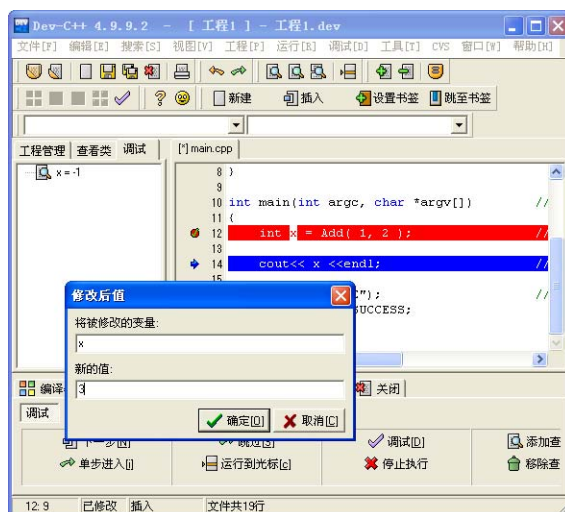 Dev-C++ 4.9.9.2 - [ 工程1 ] - 工程1.dev
文件[F] 编辑[E] 搜索[S] 视图[V] 工程[P] 运行[R] 调试[D] 工具[T] CVS 窗口[W] 帮助[H]
新建 插入 设置书签 跳至书签
工程管理 查看类 调试 [*] main.cpp
x = -1
8 }
9
10 int main(int argc, char *argv[]) //
11 {
12 int x = Add( 1, 2 ); //
13
14 cout<< x <<endl; //
15
C"); //
SUCCESS;
修改后值
将被修改的变量:
x
新的值:
3
确定[O] 取消[C]
编译 关闭
调试
下一步[N] 跳过[S] 调试[D] 添加查
单步进入[i] 运行到光标[c] 停止执行 移除查
12: 9 已修改 插入 文件共19行